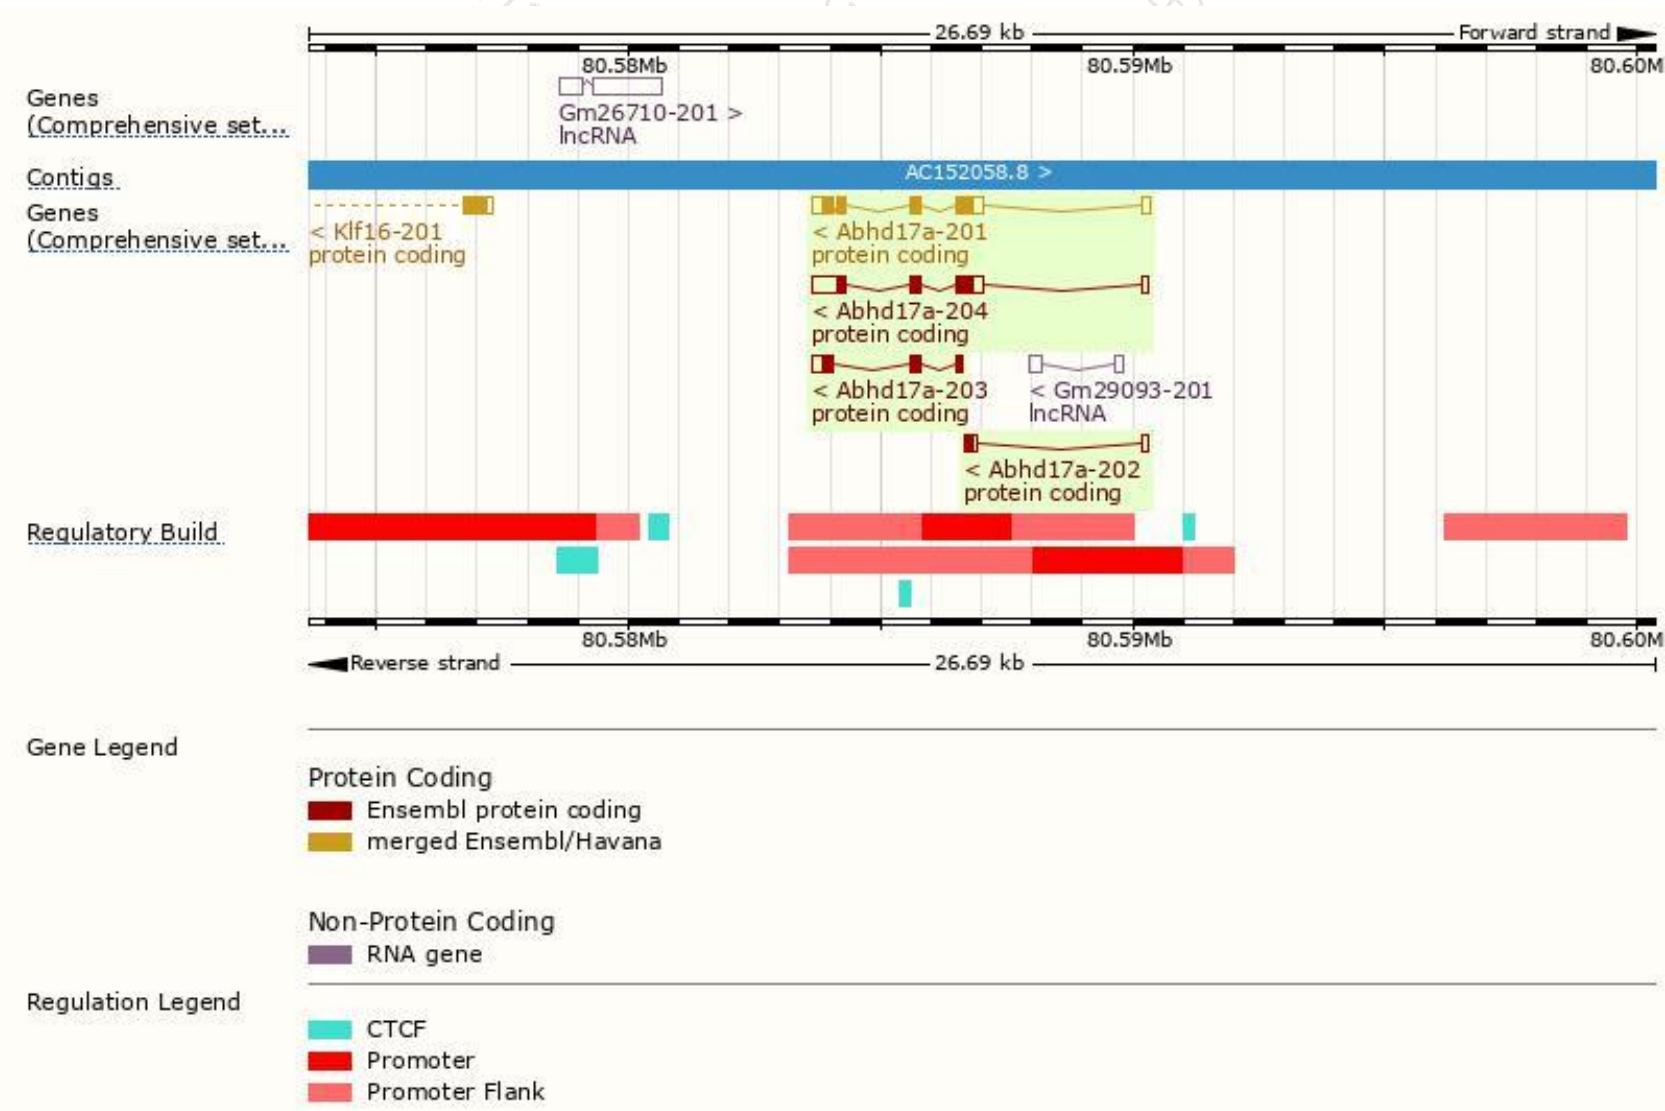 26.69 kb
Forward strand
80.58Mb
80.59Mb
80.60M
Genes
(Comprehensive set...
Gm26710-201 >
lncRNA
Contigs
AC152058.8 >
Genes
(Comprehensive set...
< Klf16-201
protein coding
< Abhd17a-201
protein coding
< Abhd17a-204
protein coding
< Abhd17a-203
protein coding
< Gm29093-201
lncRNA
< Abhd17a-202
protein coding
Regulatory Build
80.58Mb
80.59Mb
80.60M
Reverse strand
26.69 kb
Gene Legend
Protein Coding
Ensembl protein coding
merged Ensembl/Havana
Non-Protein Coding
RNA gene
Regulation Legend
CTCF
Promoter
Promoter Flank